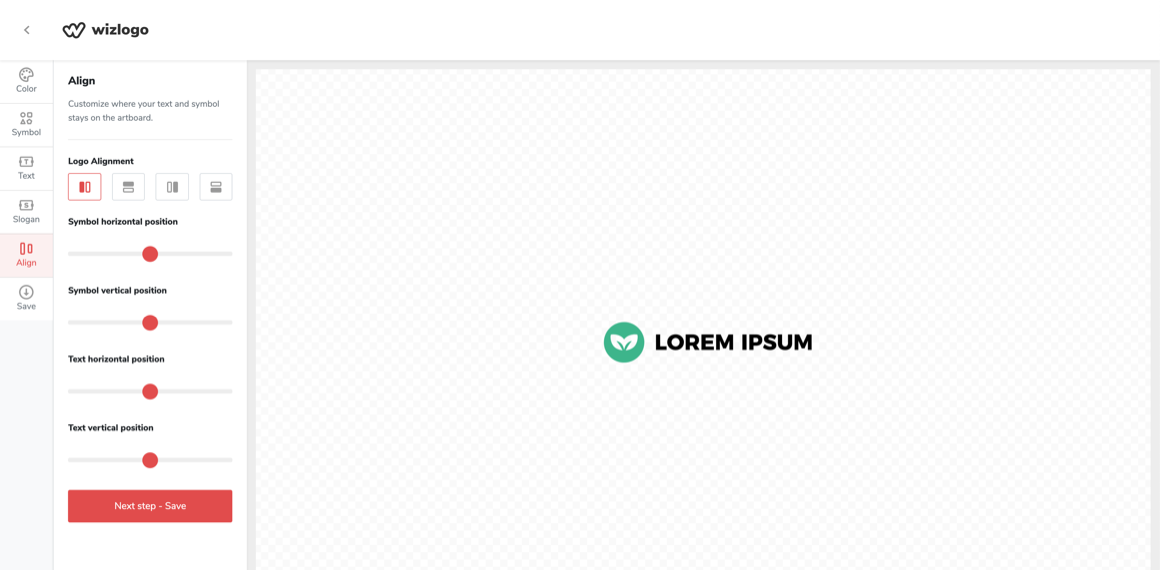 wizlogo
Color
Symbol
Text
Slogan
Align
Save
Align
Customize where your text and symbol
stays on the artboard.
Logo Alignment
Symbol horizontal position
Symbol vertical position
Text horizontal position
Text vertical position
Next step - Save
LOREM IPSUM